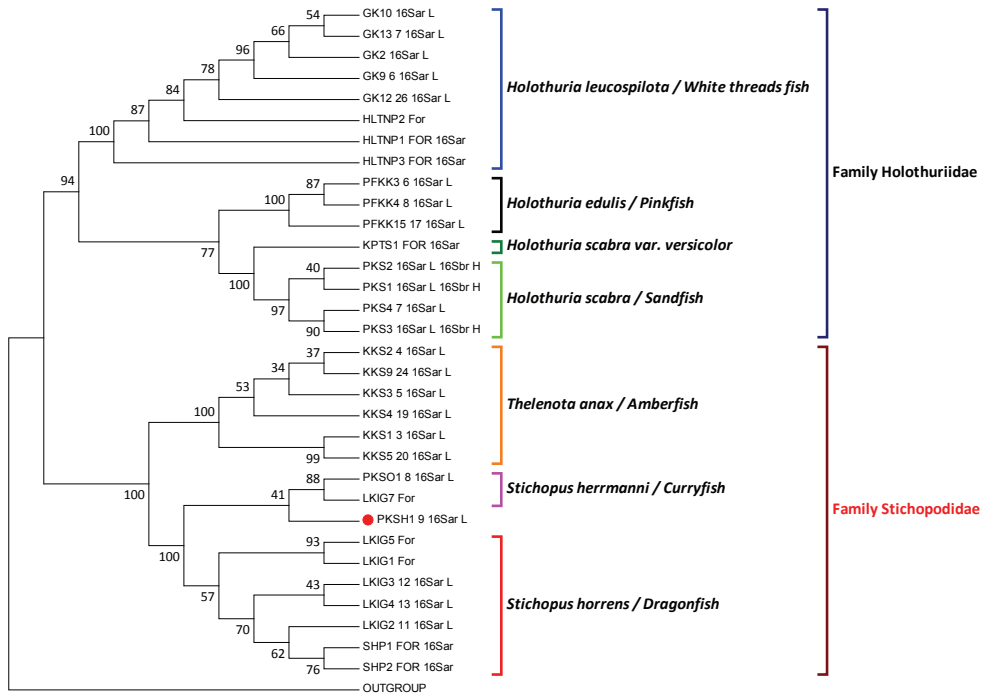 GK10 16Sar L
GK13 7 16Sar L
GK2 16Sar L
GK9 6 16Sar L
GK12 26 16Sar L
HLTNP2 For
HLTNP1 FOR 16Sar
HLTNP3 FOR 16Sar
PFKK3 6 16Sar L
PFKK4 8 16Sar L
PFKK15 17 16Sar L
KPTS1 FOR 16Sar
PKS2 16Sar L 16Sbr H
PKS1 16Sar L 16Sbr H
PKS4 7 16Sar L
PKS3 16Sar L 16Sbr H
KKS2 4 16Sar L
KKS9 24 16Sar L
KKS3 5 16Sar L
KKS4 19 16Sar L
KKS1 3 16Sar L
KKS5 20 16Sar L
PKSO1 8 16Sar L
LKIG7 For
PKSH1 9 16Sar L
LKIG5 For
LKIG1 For
LKIG3 12 16Sar L
LKIG4 13 16Sar L
LKIG2 11 16Sar L
SHP1 FOR 16Sar
SHP2 FOR 16Sar
OUTGROUP
54
66
96
78
84
87
100
94
87
100
77
100
40
97
90
37
34
53
100
99
100
88
41
100
93
57
43
70
62
76
Holothuria leucospilota / White threads fish
Holothuria edulis / Pinkfish
Holothuria scabra var. versicolor
Holothuria scabra / Sandfish
Thelenota anax / Amberfish
Stichopus herrmanni / Curryfish
Stichopus horrens / Dragonfish
Family Holothuriidae
Family Stichopodidae